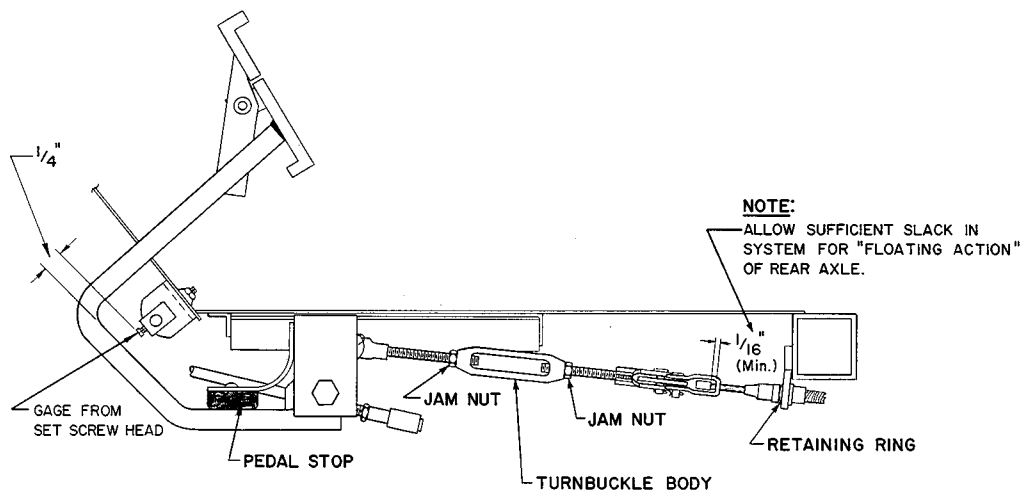 1/4"
NOTE:
ALLOW SUFFICIENT SLACK IN
SYSTEM FOR "FLOATING ACTION"
OF REAR AXLE.
1/16"
(Min.)
JAM NUT
JAM NUT
GAGE FROM
SET SCREW HEAD
RETAINING RING
PEDAL STOP
TURNBUCKLE BODY